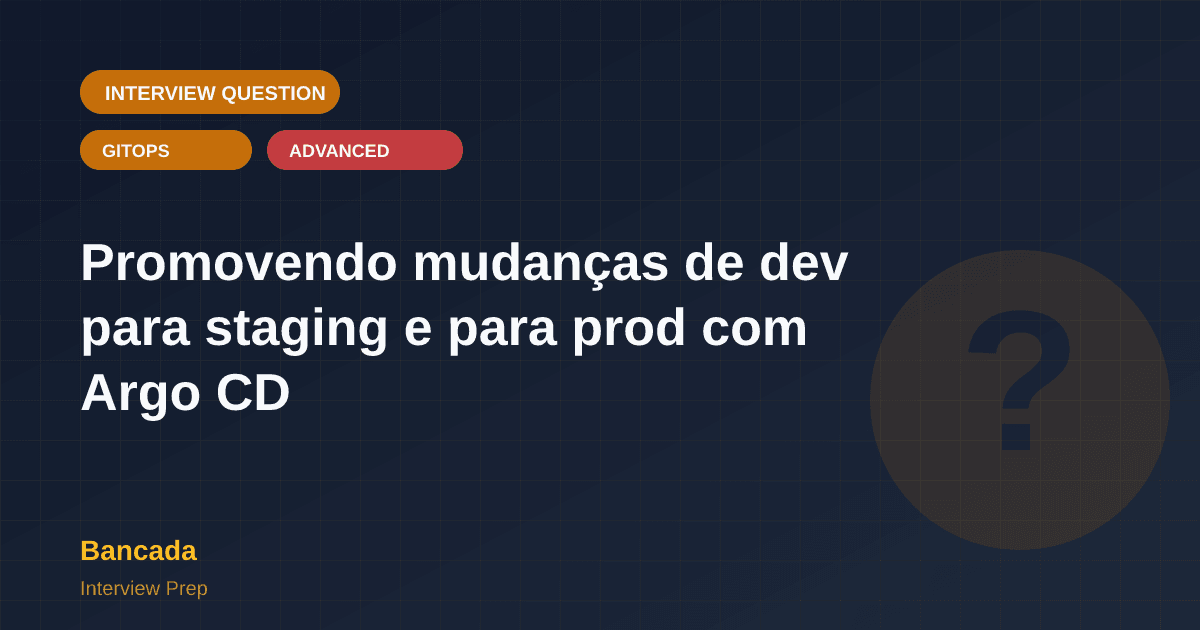 INTERVIEW QUESTION
GITOPS
ADVANCED
Promovendo mudanças de dev
para staging e para prod com
Argo CD
?
Bancada
Interview Prep